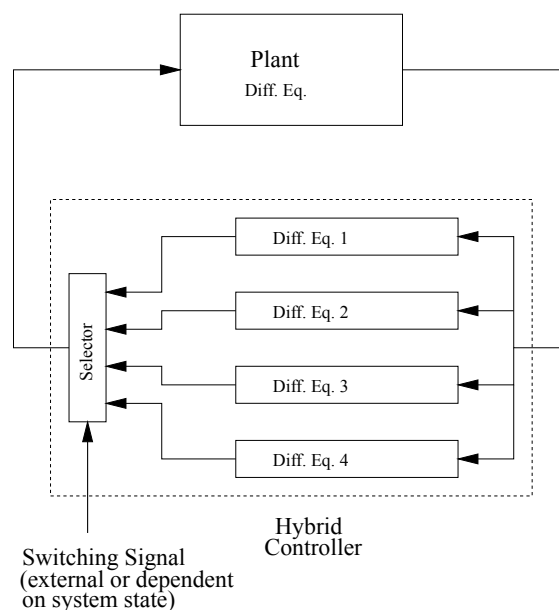 Plant
Diff. Eq.
Diff. Eq. 1
Diff. Eq. 2
Diff. Eq. 3
Diff. Eq. 4
Selector
Hybrid
Controller
Switching Signal
(external or dependent
on system state)